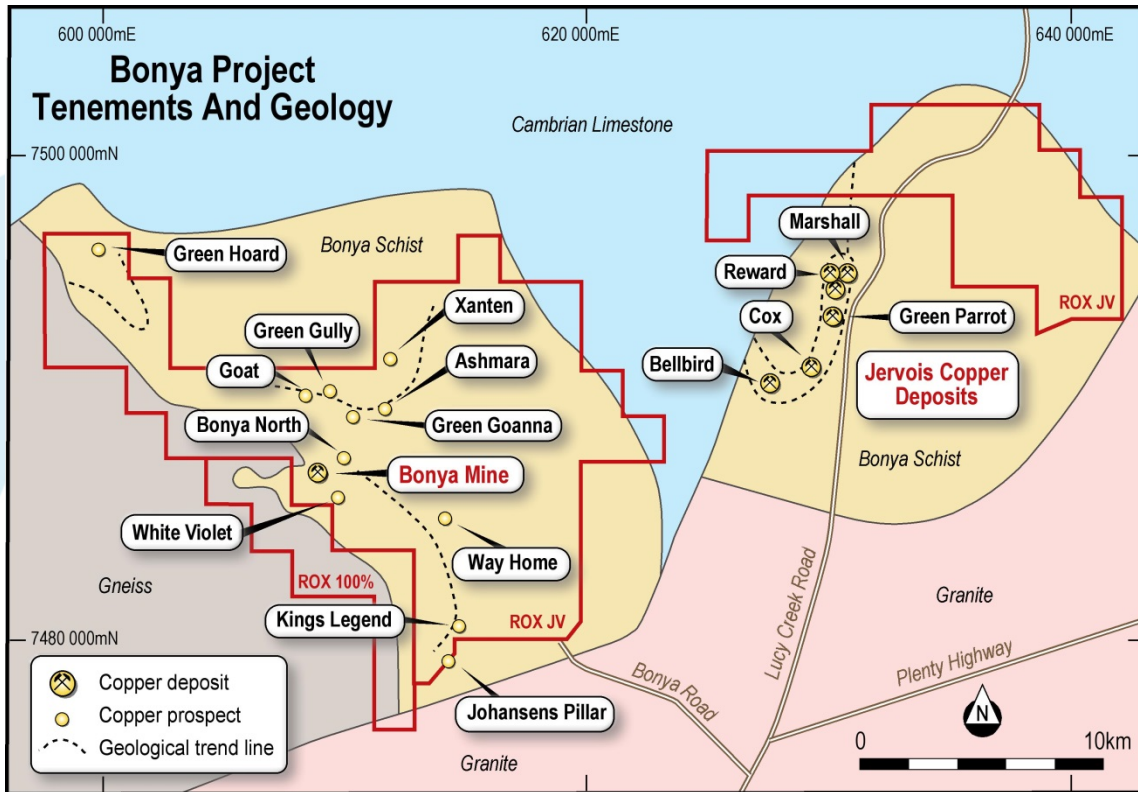 600 000mE
620 000mE
640 000mE
Bonya Project
Tenements And Geology
Cambrian Limestone
7500 000mN
Marshall
Bonya Schist
Green Hoard
Reward
Xanten
ROX JV
Green Gully
Cox
Green Parrot
Goat
Ashmara
Bellbird
Jervois Copper
Deposits
Bonya North
Green Goanna
Bonya Schist
Bonya Mine
White Violet
Way Home
Gneiss
ROX 100%
Granite
Kings Legend
ROX JV
Lucy Creek Road
7480 000mN
Plenty Highway
Bonya Road
Copper deposit
Copper prospect
Geological trend line
Johansens Pillar
N
0
10km
Granite